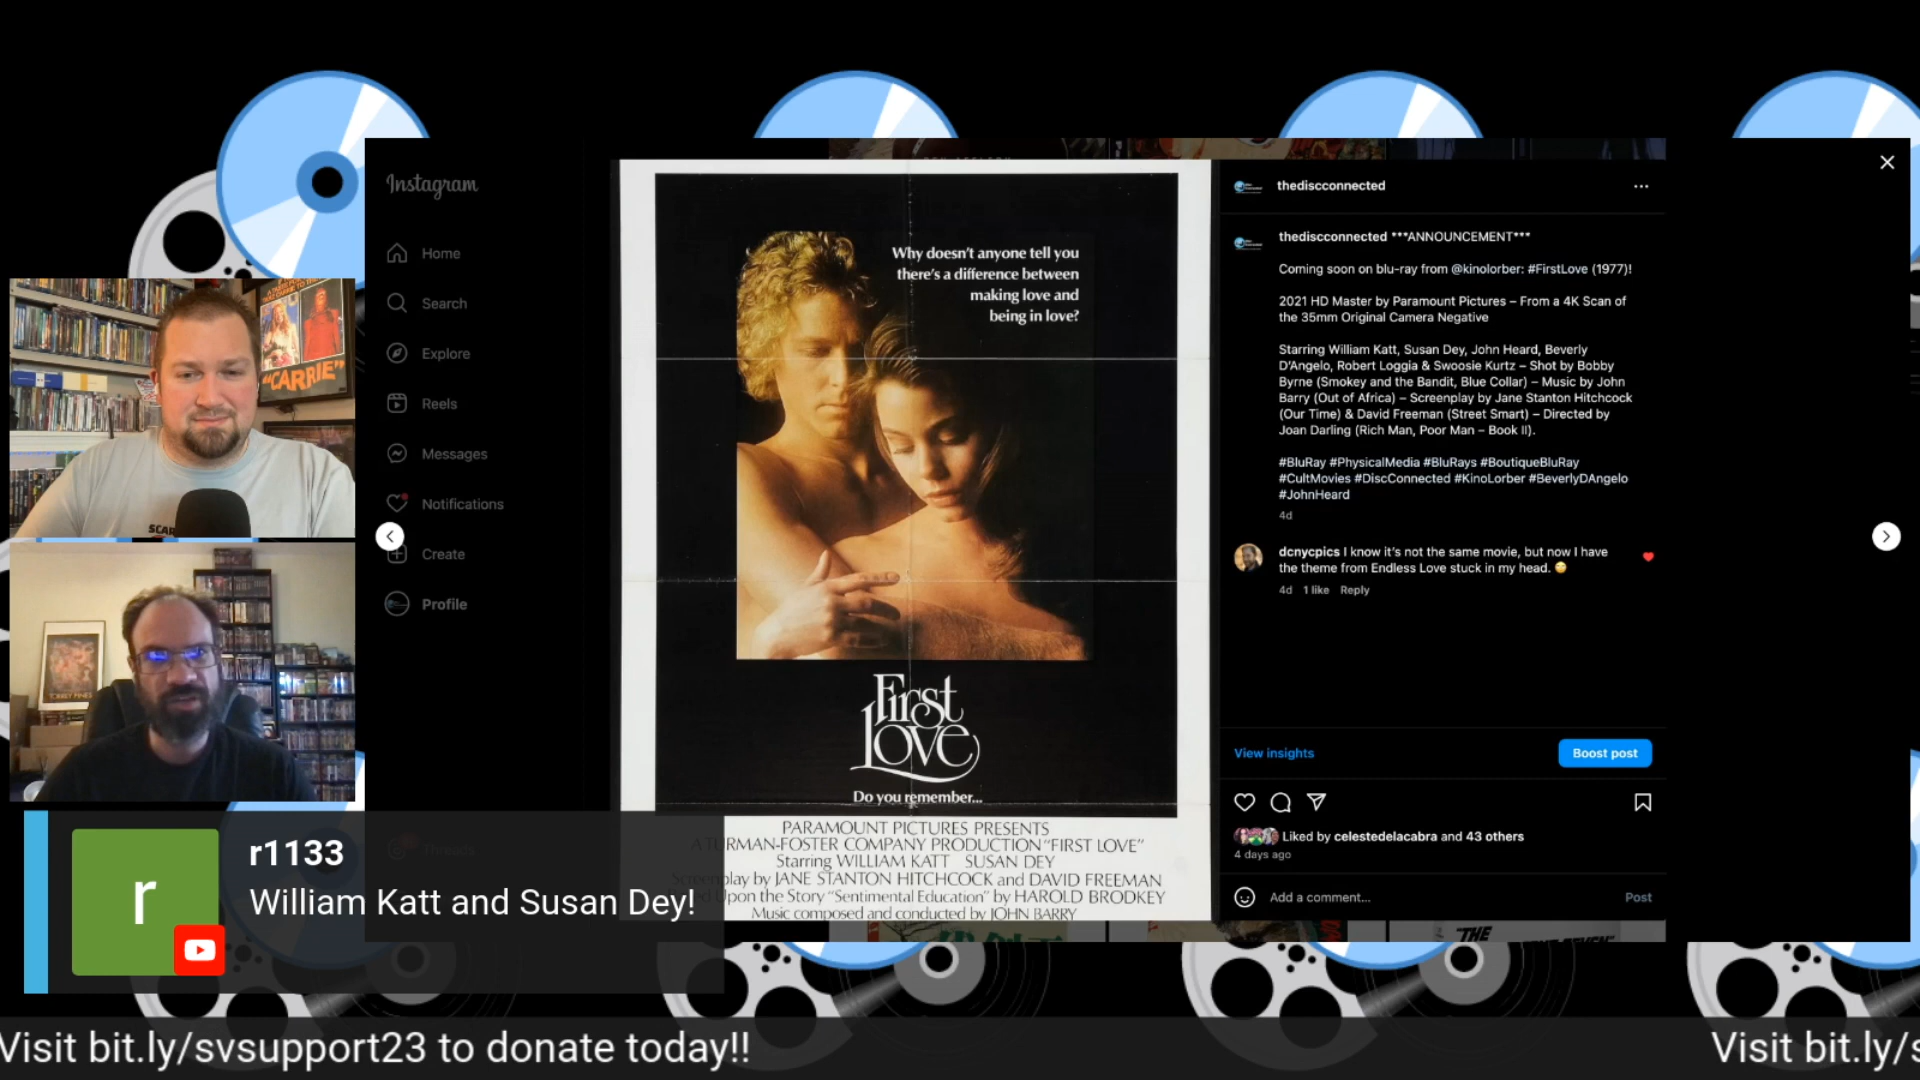 Instagram
Home
Search
Explore
Reels
Messages
Notifications
Create
Profile
Threads
"CARRIE"
SCAR
Why doesn't anyone tell you
there's a difference between
making love and
being in love?
First
Love
Do you remember...
PARAMOUNT PICTURES PRESENTS
A TURMAN-FOSTER COMPANY PRODUCTION "FIRST LOVE"
Starring WILLIAM KATT SUSAN DEY
Screenplay by JANE STANTON HITCHCOCK and DAVID FREEMAN
Upon the Story "Sentimental Education" by HAROLD BRODKEY
Music composed and conducted by JOHN BARRY
thediscconnected
thediscconnected ***ANNOUNCEMENT***
Coming soon on blu-ray from @kinolorber: #FirstLove (1977)!
2021 HD Master by Paramount Pictures – From a 4K Scan of
the 35mm Original Camera Negative
Starring William Katt, Susan Dey, John Heard, Beverly
D'Angelo, Robert Loggia & Swoosie Kurtz – Shot by Bobby
Byrne (Smokey and the Bandit, Blue Collar) – Music by John
Barry (Out of Africa) – Screenplay by Jane Stanton Hitchcock
(Our Time) & David Freeman (Street Smart) – Directed by
Joan Darling (Rich Man, Poor Man – Book II).
#BluRay #PhysicalMedia #BluRays #BoutiqueBluRay
#CultMovies #DiscConnected #KinoLorber #BeverlyDAngelo
#JohnHeard
4d
dcnycpics I know it's not the same movie, but now I have
the theme from Endless Love stuck in my head. 🙄
4d 1 like Reply
View insights
Boost post
Liked by celestedelacabra and 43 others
4 days ago
Add a comment...
Post
THE
r
r1133
William Katt and Susan Dey!
Visit bit.ly/svsupport23 to donate today!!
Visit bit.ly/s